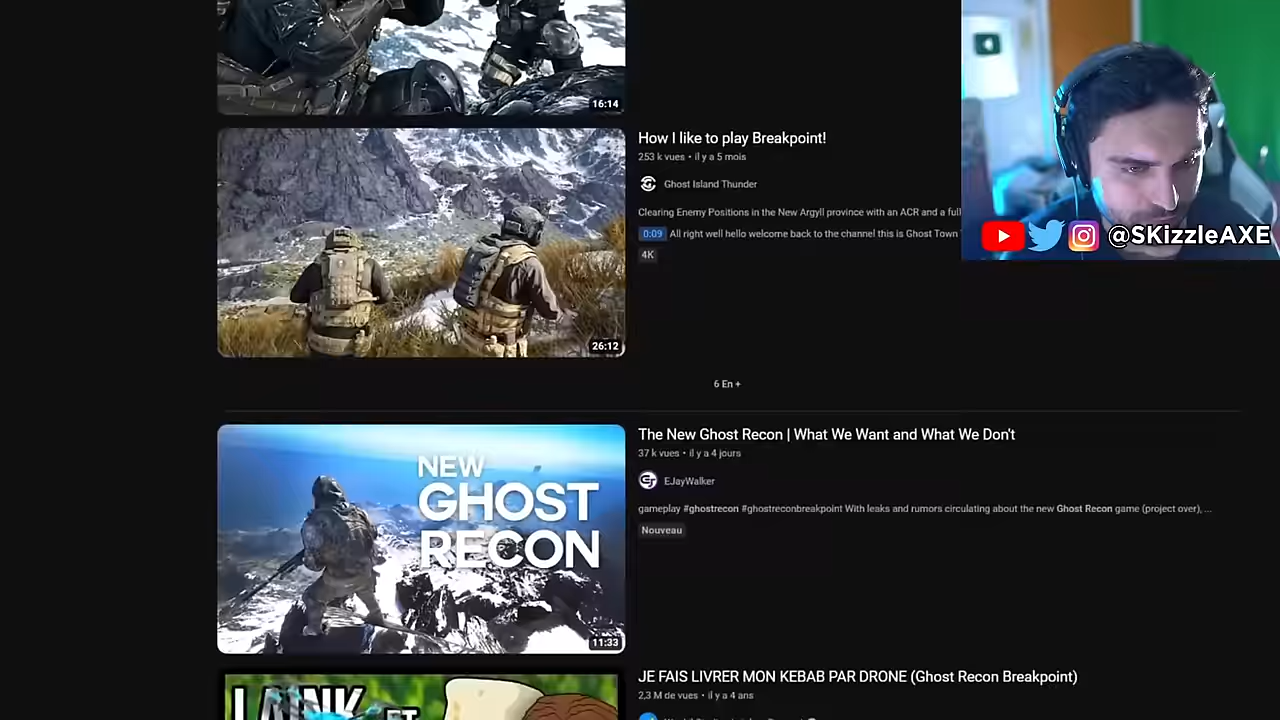 16:14
How I like to play Breakpoint!
253 k vues • il y a 5 mois
Ghost Island Thunder
Clearing Enemy Positions in the New Argyll province with an ACR and a full
0:09 All right well hello welcome back to the channel this is Ghost Town
4K
26:12
@SKizzleAXE
6 En +
NEW
GHOST
RECON
11:33
The New Ghost Recon | What We Want and What We Don't
37 k vues • il y a 4 jours
EJayWalker
gameplay #ghostrecon #ghostreconbreakpoint With leaks and rumors circulating about the new Ghost Recon game (project over), ...
Nouveau
JE FAIS LIVRER MON KEBAB PAR DRONE (Ghost Recon Breakpoint)
2,3 M de vues • il y a 4 ans